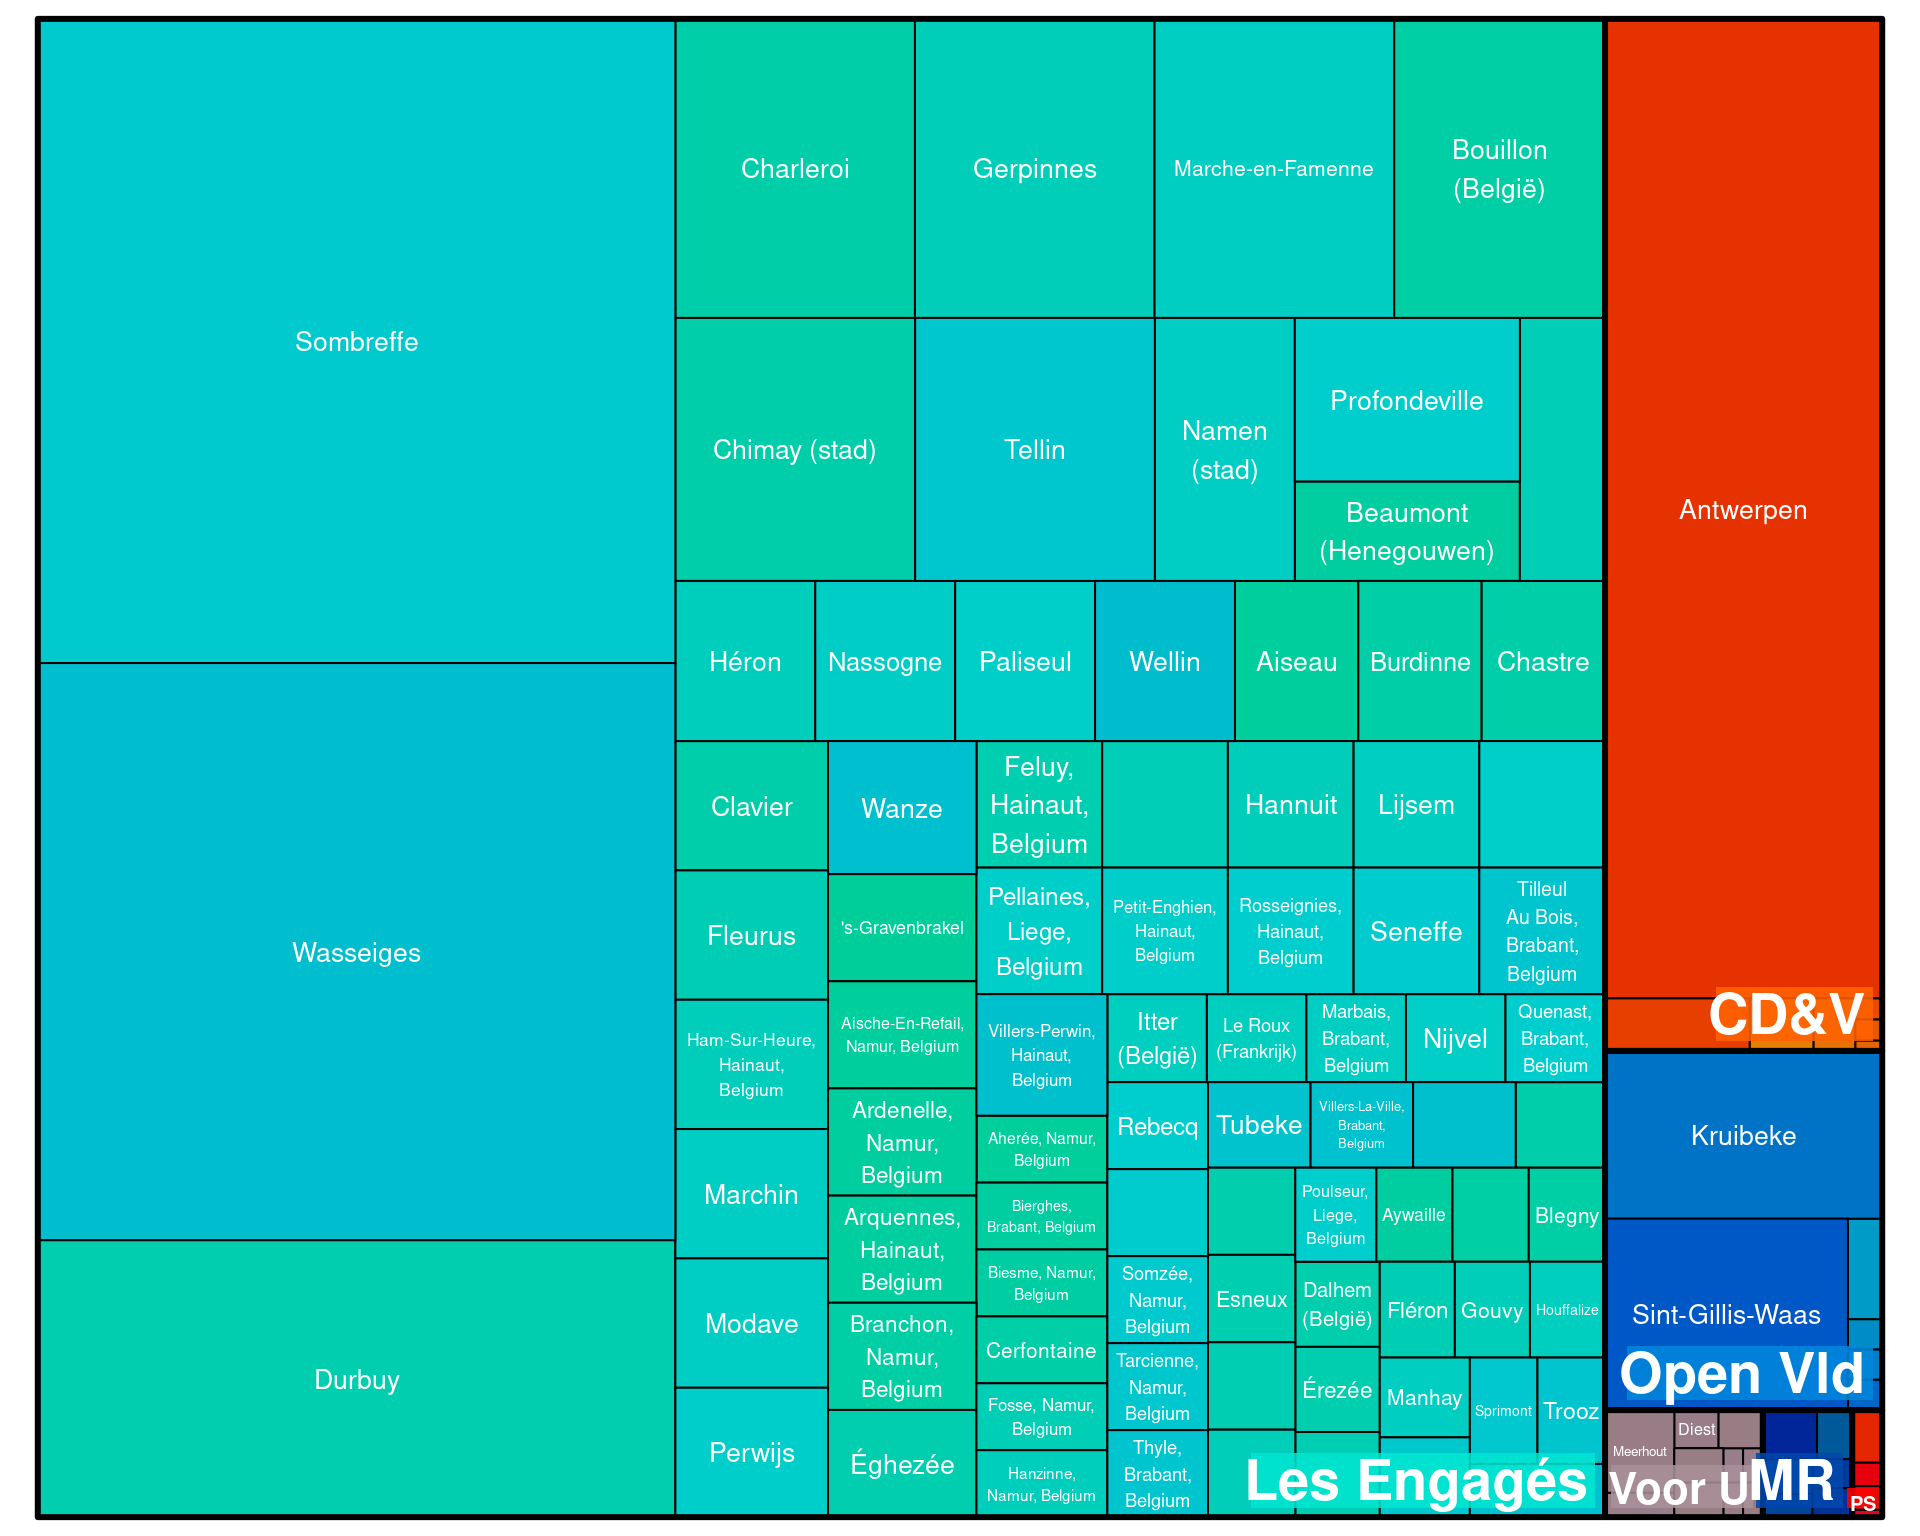 Sombreffe
Wasseiges
Durbuy
Charleroi
Gerpinnes
Marche-en-Famenne
Bouillon
(België)
Chimay (stad)
Tellin
Namen
(stad)
Profondeville
Beaumont
(Henegouwen)
Héron
Nassogne
Paliseul
Wellin
Aiseau
Burdinne
Chastre
Clavier
Fleurus
Ham-Sur-Heure,
Hainaut,
Belgium
Marchin
Modave
Perwijs
Wanze
's-Gravenbrakel
Aische-En-Refail,
Namur, Belgium
Ardenelle,
Namur,
Belgium
Arquennes,
Hainaut,
Belgium
Branchon,
Namur,
Belgium
Éghezée
Feluy,
Hainaut,
Belgium
Hannuit
Lijsem
Pellaines,
Liege,
Belgium
Petit-Enghien,
Hainaut,
Belgium
Rosseignies,
Hainaut,
Belgium
Seneffe
Tilleul
Au Bois,
Brabant,
Belgium
Villers-Perwin,
Hainaut,
Belgium
Aherée, Namur,
Belgium
Bierghes,
Brabant, Belgium
Biesme, Namur,
Belgium
Cerfontaine
Fosse, Namur,
Belgium
Hanzinne,
Namur, Belgium
Itter
(België)
Le Roux
(Frankrijk)
Marbais,
Brabant,
Belgium
Nijvel
Quenast,
Brabant,
Belgium
Rebecq
Tubeke
Villers-La-Ville,
Brabant,
Belgium
Somzée,
Namur,
Belgium
Tarcienne,
Namur,
Belgium
Thyle,
Brabant,
Belgium
Esneux
Poulseur,
Liege,
Belgium
Aywaille
Blegny
Dalhem
(België)
Fléron
Gouvy
Houffalize
Érezée
Manhay
Sprimont
Trooz
Les Engagés
Antwerpen
CD&V
Kruibeke
Sint-Gillis-Waas
Open Vld
Meerhout
Diest
Voor U
MR
PS